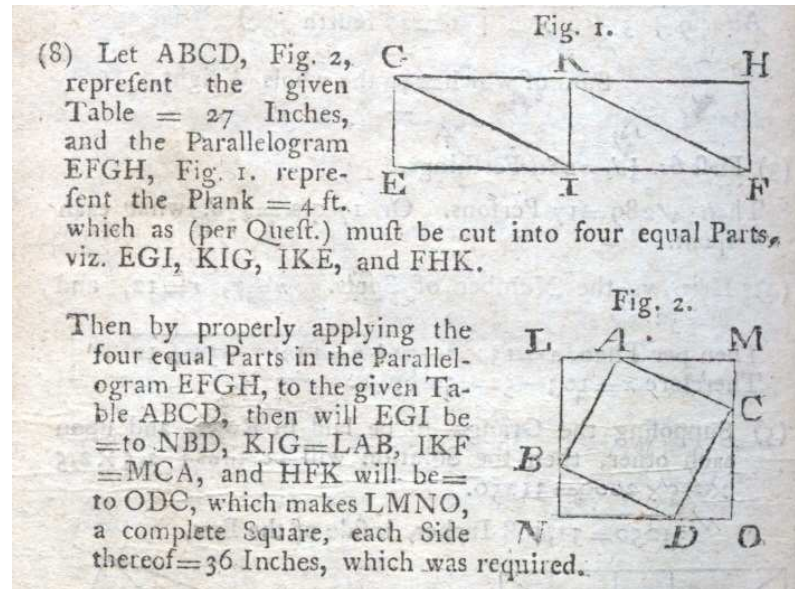 Fig. 1.
(8) Let ABCD, Fig. 2,
repreſent the given
Table = 27 Inches,
and the Parallelogram
EFGH, Fig. 1. repre-
ſent the Plank = 4 ft.
G K H
E I F
which as (per Queſt.) muſt be cut into four equal Parts,
viz. EGI, KIG, IKE, and FHK.
Fig. 2.
Then by properly applying the
four equal Parts in the Parallel-
ogram EFGH, to the given Ta-
ble ABCD, then will EGI be
=to NBD, KIG=LAB, IKF
=MCA, and HFK will be=
to ODC, which makes LMNO,
a complete Square, each Side
thereof=36 Inches, which was required.
L A M
C
B
N D O